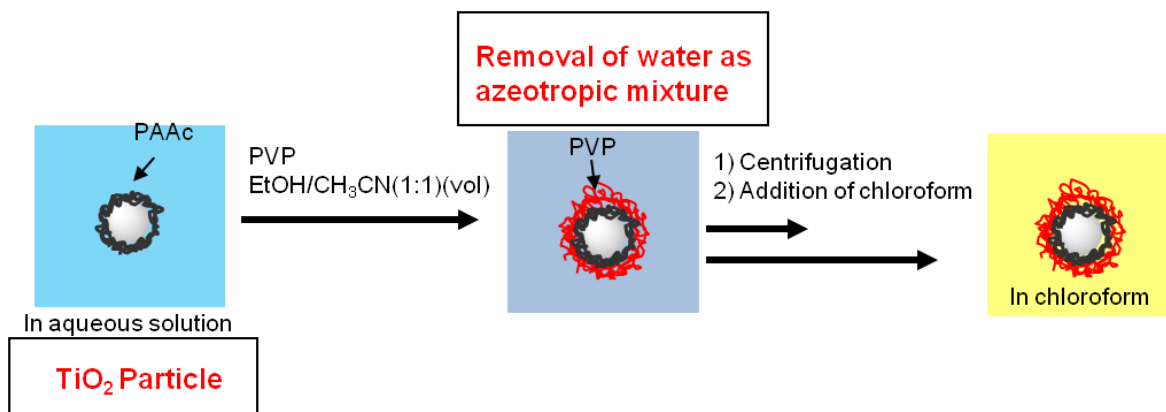 Removal of water as
azeotropic mixture
PAAc
PVP
EtOH/CH₃CN(1:1)(vol)
PVP
1) Centrifugation
2) Addition of chloroform
In aqueous solution
In chloroform
TiO₂ Particle